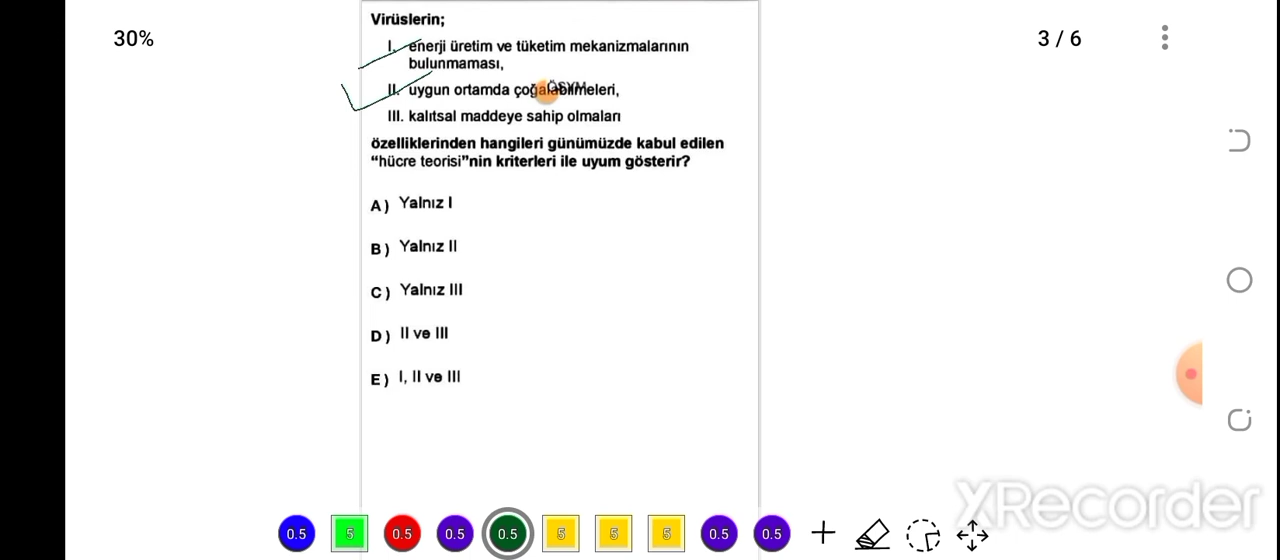 30%
3 / 6
Virüslerin;
I. enerji üretim ve tüketim mekanizmalarının
bulunmaması,
II. uygun ortamda çoğalabilmeleri,
ÖSYM
III. kalıtsal maddeye sahip olmaları
özelliklerinden hangileri günümüzde kabul edilen
“hücre teorisi”nin kriterleri ile uyum gösterir?
A) Yalnız I
B) Yalnız II
C) Yalnız III
D) II ve III
E) I, II ve III
XRecorder
0.5 5 0.5 0.5 0.5 5 5 5 0.5 0.5